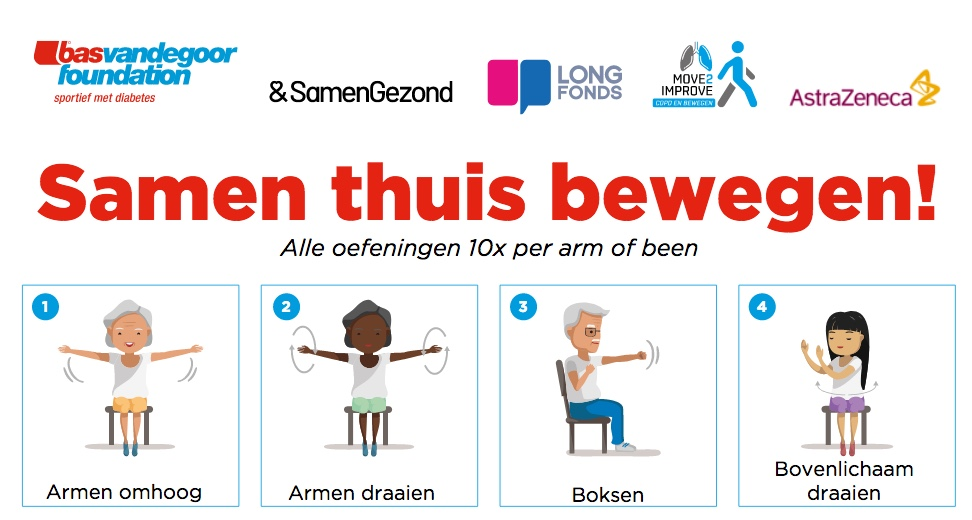 basvandegoor
foundation
sportief met diabetes
&SamenGezond
LONG
FONDS
MOVE2
IMPROVE
COPD EN BEWEGEN
AstraZeneca
Samen thuis bewegen!
Alle oefeningen 10x per arm of been
1
2
3
4
Armen omhoog
Armen draaien
Boksen
Bovenlichaam
draaien